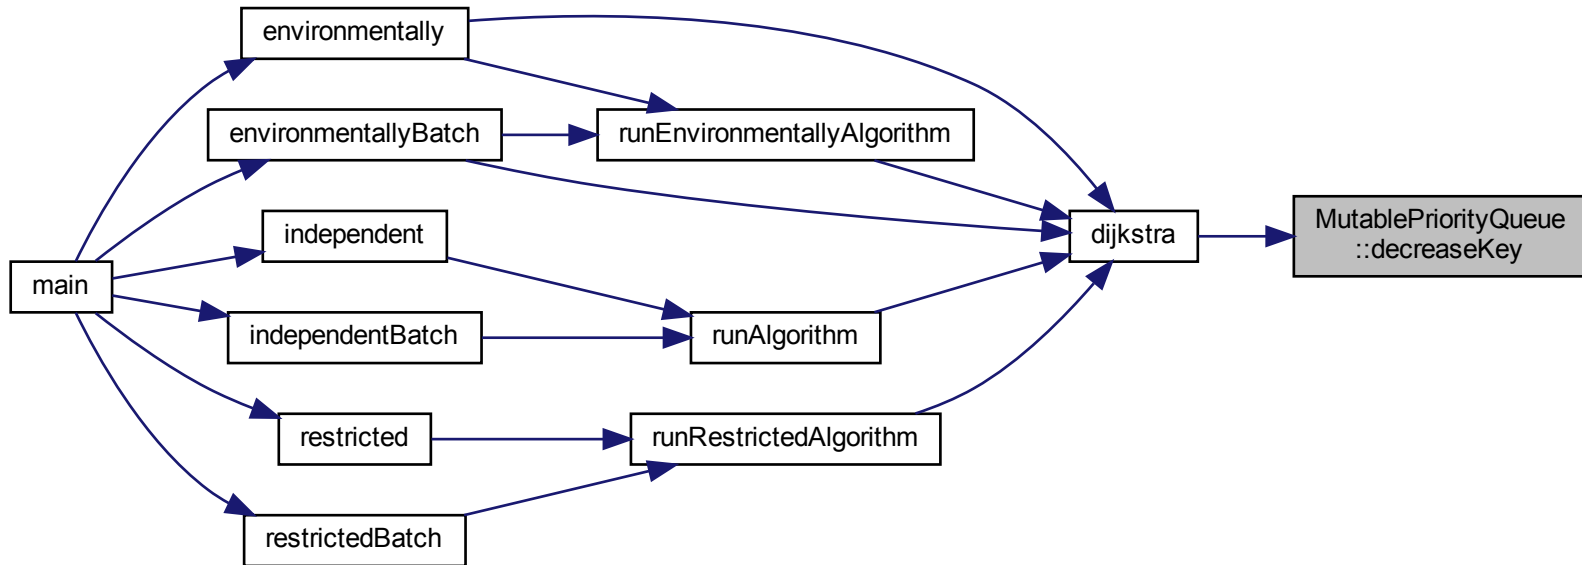 environmentally
environmentallyBatch
runEnvironmentallyAlgorithm
independent
dijkstra
MutablePriorityQueue
::decreaseKey
main
independentBatch
runAlgorithm
restricted
runRestrictedAlgorithm
restrictedBatch